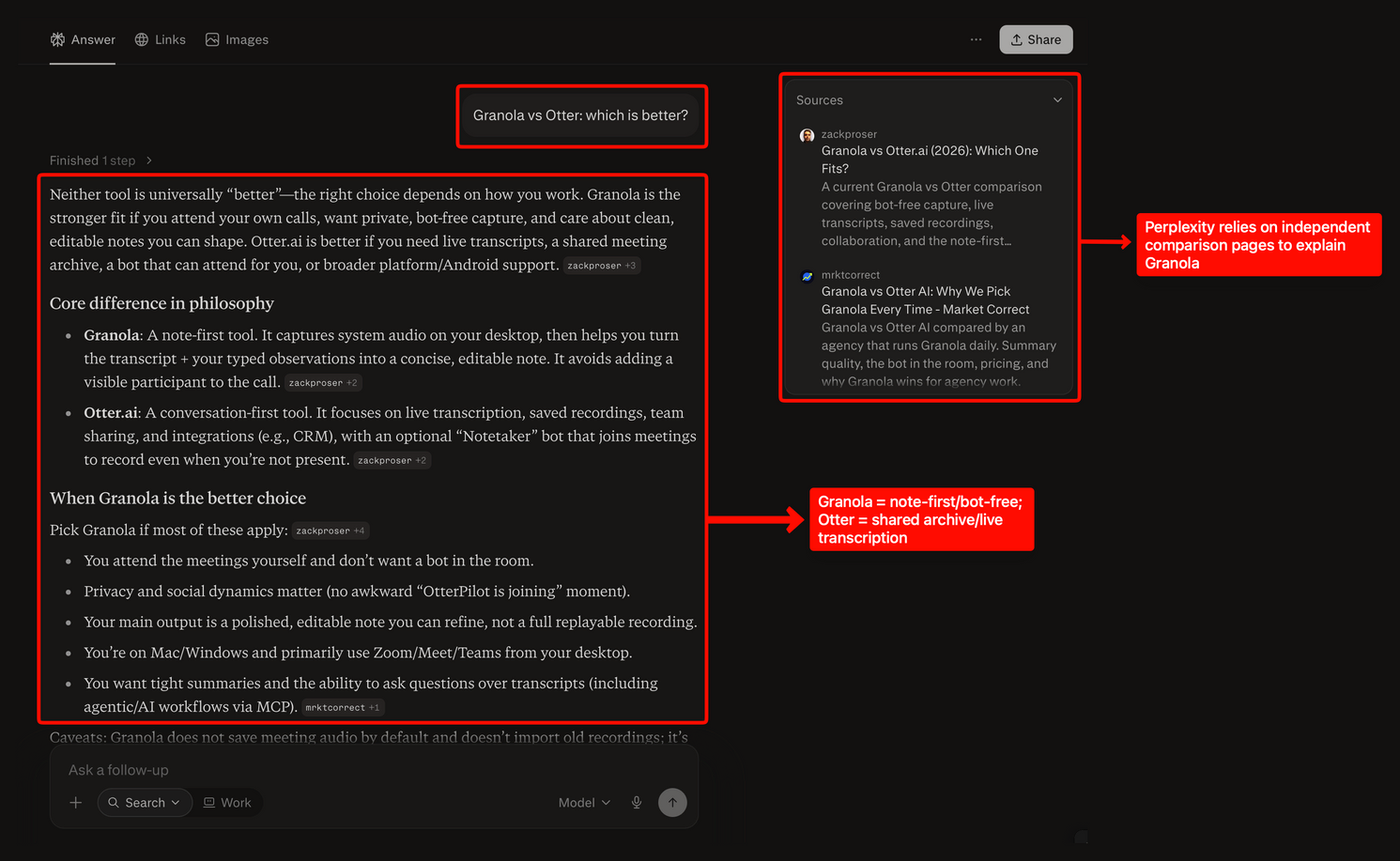 Answer
Links
Images
Share
Granola vs Otter: which is better?
Finished 1 step
Neither tool is universally “better”—the right choice depends on how you work. Granola is the
stronger fit if you attend your own calls, want private, bot-free capture, and care about clean,
editable notes you can shape. Otter.ai is better if you need live transcripts, a shared meeting
archive, a bot that can attend for you, or broader platform/Android support. zackproser +3
Core difference in philosophy
• Granola: A note-first tool. It captures system audio on your desktop, then helps you turn
the transcript + your typed observations into a concise, editable note. It avoids adding a
visible participant to the call. zackproser +2
• Otter.ai: A conversation-first tool. It focuses on live transcription, saved recordings, team
sharing, and integrations (e.g., CRM), with an optional “Notetaker” bot that joins meetings
to record even when you’re not present. zackproser +2
When Granola is the better choice
Pick Granola if most of these apply: zackproser +4
• You attend the meetings yourself and don’t want a bot in the room.
• Privacy and social dynamics matter (no awkward “OtterPilot is joining” moment).
• Your main output is a polished, editable note you can refine, not a full replayable recording.
• You’re on Mac/Windows and primarily use Zoom/Meet/Teams from your desktop.
• You want tight summaries and the ability to ask questions over transcripts (including
agentic/AI workflows via MCP). mrktcorrect +1
Caveats: Granola does not save meeting audio by default and doesn’t import old recordings; it’s
Ask a follow-up
Search
Work
Model
Sources
zackproser
Granola vs Otter.ai (2026): Which One
Fits?
A current Granola vs Otter comparison
covering bot-free capture, live
transcripts, saved recordings,
collaboration, and the note-first…
mrktcorrect
Granola vs Otter AI: Why We Pick
Granola Every Time - Market Correct
Granola vs Otter AI compared by an
agency that runs Granola daily. Summary
quality, the bot in the room, pricing, and
why Granola wins for agency work.
Perplexity relies on independent
comparison pages to explain
Granola
Granola = note-first/bot-free;
Otter = shared archive/live
transcription